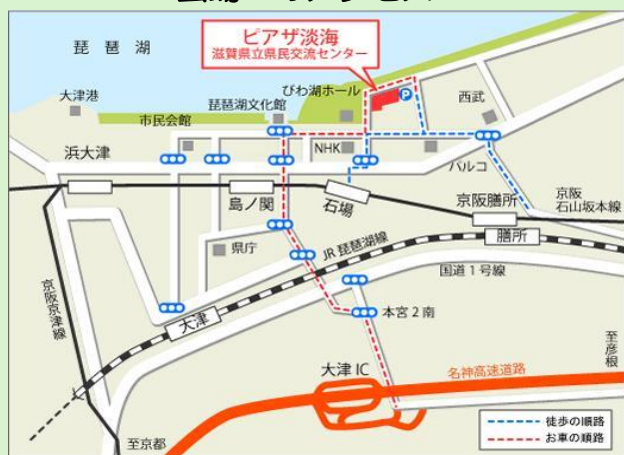 琵琶湖
ピアザ淡海
滋賀県立県民交流センター
大津港
琵琶湖文化館
びわ湖ホール
P
西武
市民会館
浜大津
NHK
パルコ
島ノ関
石場
京阪膳所
京阪
石山坂本線
県庁
JR琵琶湖線
膳所
国道1号線
京阪京津線
大津
本宮2南
至彦根
大津IC
名神高速道路
至京都
徒歩の順路
お車の順路